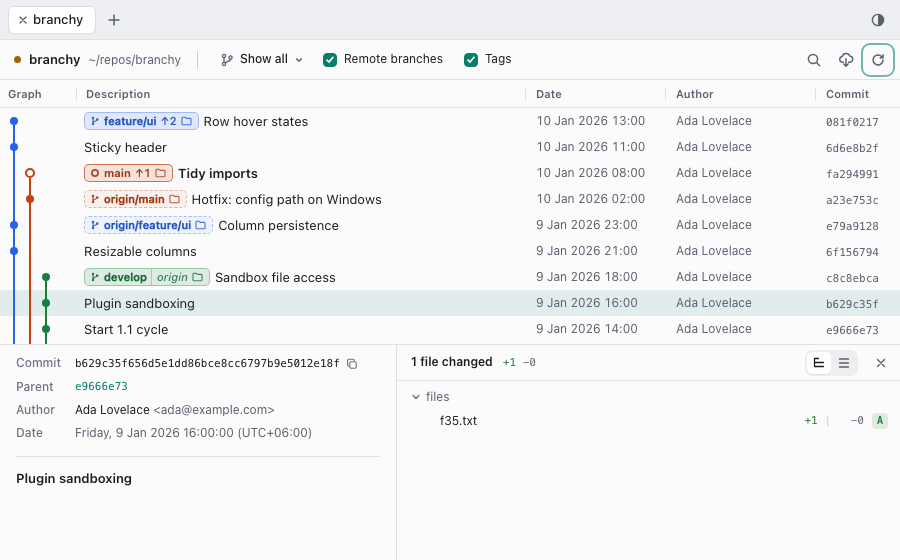 branchy
branchy ~/repos/branchy Show all Remote branches Tags
Graph Description Date Author Commit
feature/ui ↑2 Row hover states 10 Jan 2026 13:00 Ada Lovelace 081f0217
Sticky header 10 Jan 2026 11:00 Ada Lovelace 6d6e8b2f
main ↑1 Tidy imports 10 Jan 2026 08:00 Ada Lovelace fa294991
origin/main Hotfix: config path on Windows 10 Jan 2026 02:00 Ada Lovelace a23e753c
origin/feature/ui Column persistence 9 Jan 2026 23:00 Ada Lovelace e79a9128
Resizable columns 9 Jan 2026 21:00 Ada Lovelace 6f156794
develop origin Sandbox file access 9 Jan 2026 18:00 Ada Lovelace c8c8ebca
Plugin sandboxing 9 Jan 2026 16:00 Ada Lovelace b629c35f
Start 1.1 cycle 9 Jan 2026 14:00 Ada Lovelace e9666e73
Commit b629c35f656d5e1dd86bce8cc6797b9e5012e18f
Parent e9666e73
Author Ada Lovelace <ada@example.com>
Date Friday, 9 Jan 2026 16:00:00 (UTC+06:00)
Plugin sandboxing
1 file changed +1 −0
files
f35.txt +1 | −0 A